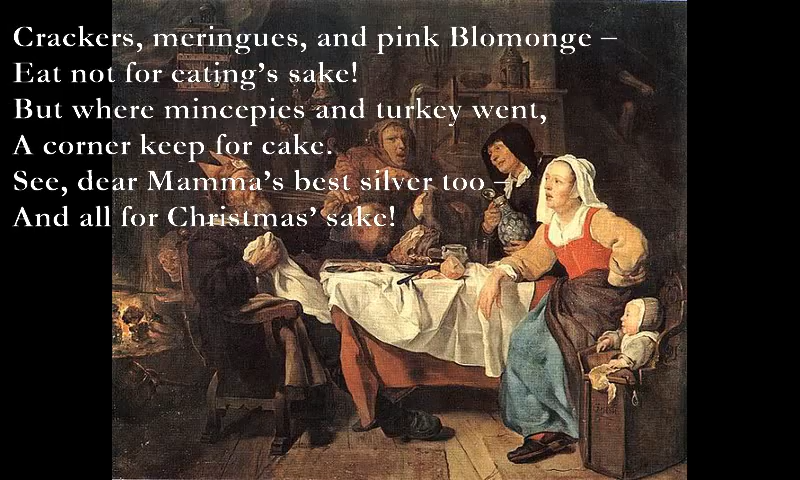 Crackers, meringues, and pink Blomonge –
Eat not for eating’s sake!
But where mincepies and turkey went,
A corner keep for cake.
See, dear Mamma’s best silver too –
And all for Christmas’ sake!